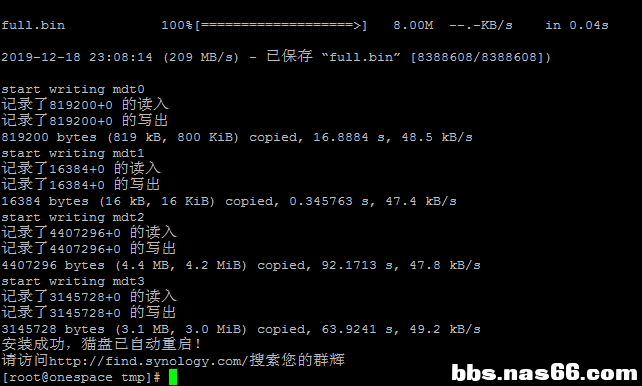 full.bin 100%[===================>] 8.00M --.-KB/s in 0.04s
2019-12-18 23:08:14 (209 MB/s) - 已保存 “full.bin” [8388608/8388608])
start writing mdt0
记录了819200+0 的读入
记录了819200+0 的写出
819200 bytes (819 kB, 800 KiB) copied, 16.8884 s, 48.5 kB/s
start writing mdt1
记录了16384+0 的读入
记录了16384+0 的写出
16384 bytes (16 kB, 16 KiB) copied, 0.345763 s, 47.4 kB/s
start writing mdt2
记录了4407296+0 的读入
记录了4407296+0 的写出
4407296 bytes (4.4 MB, 4.2 MiB) copied, 92.1713 s, 47.8 kB/s
start writing mdt3
记录了3145728+0 的读入
记录了3145728+0 的写出
3145728 bytes (3.1 MB, 3.0 MiB) copied, 63.9241 s, 49.2 kB/s
安装成功，猫盘已自动重启！
请访问http://find.synology.com/搜索您的群辉
[root@onespace tmp]#
bbs.nas66.com